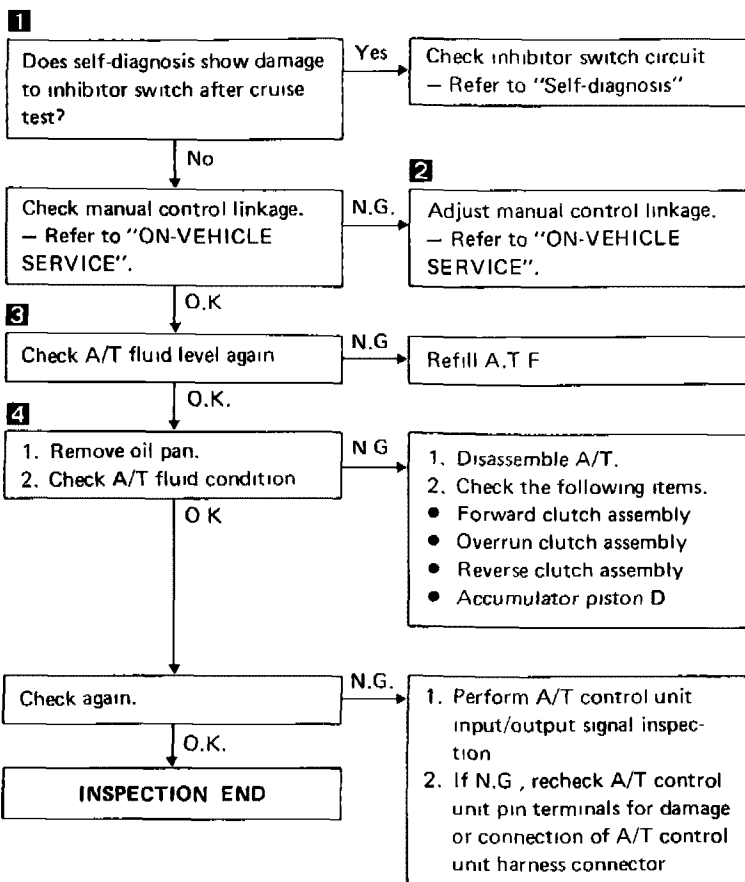 1
Does self-diagnosis show damage
to inhibitor switch after cruise
test?
Yes
Check inhibitor switch circuit
— Refer to "Self-diagnosis"
No
Check manual control linkage.
— Refer to "ON-VEHICLE
SERVICE".
N.G.
2
Adjust manual control linkage.
— Refer to "ON-VEHICLE
SERVICE".
O.K
3
Check A/T fluid level again
N.G
Refill A.T F
O.K.
4
1. Remove oil pan.
2. Check A/T fluid condition
N G
1. Disassemble A/T.
2. Check the following items.
● Forward clutch assembly
● Overrun clutch assembly
● Reverse clutch assembly
● Accumulator piston D
O K
Check again.
N.G.
1. Perform A/T control unit
input/output signal inspec-
tion
2. If N.G , recheck A/T control
unit pin terminals for damage
or connection of A/T control
unit harness connector
O.K.
INSPECTION END